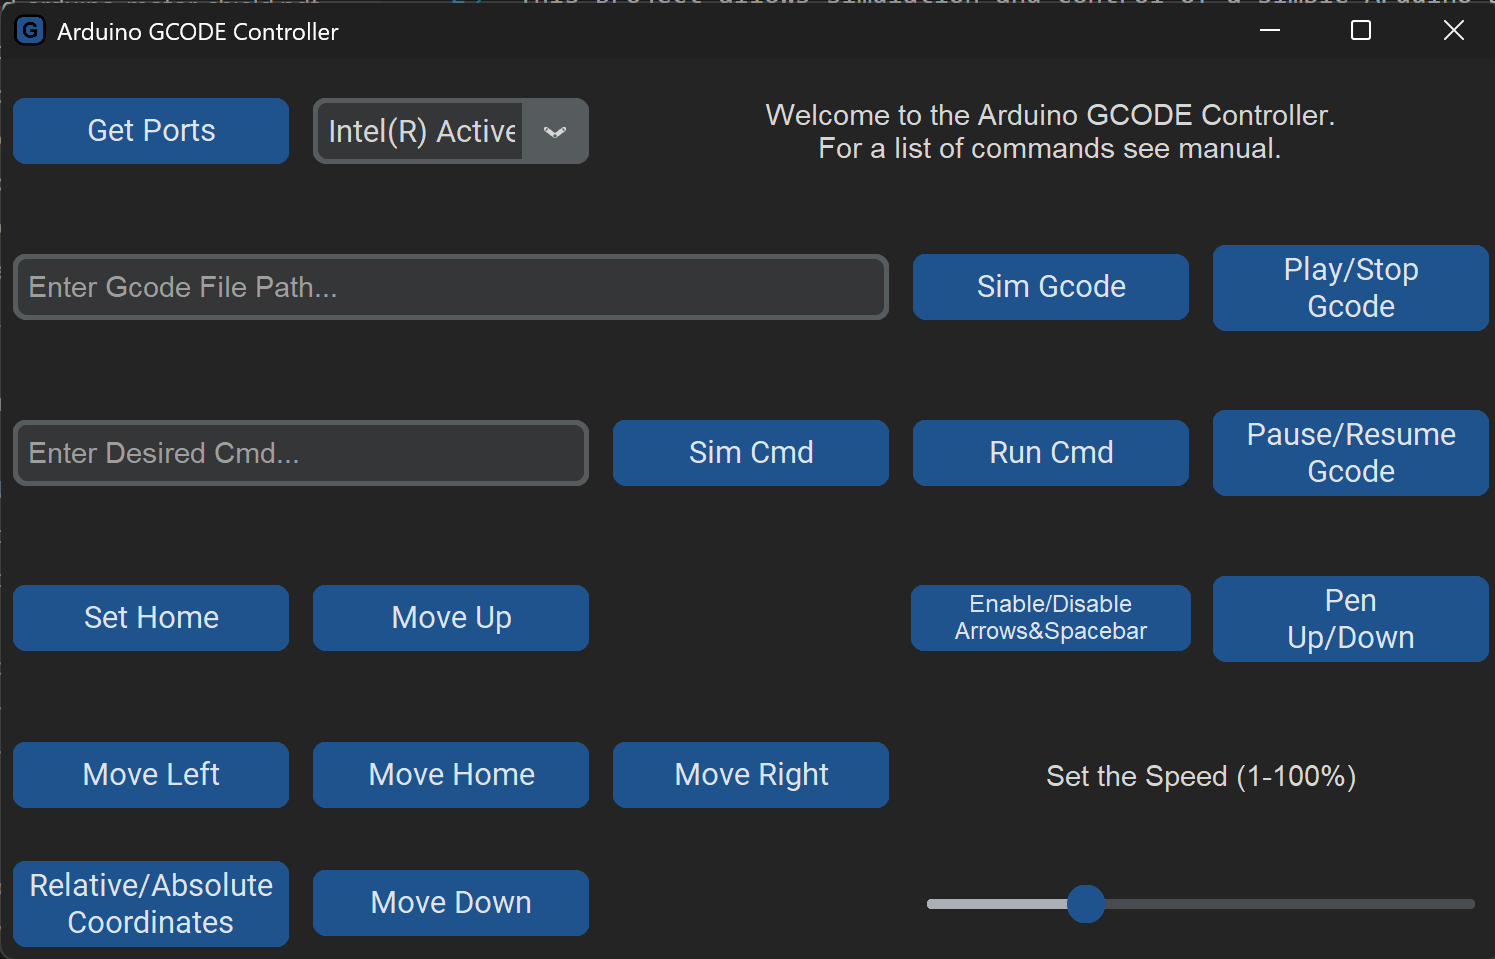 G Arduino GCODE Controller
Get Ports
Intel(R) Active
Welcome to the Arduino GCODE Controller.
For a list of commands see manual.
Enter Gcode File Path...
Sim Gcode
Play/Stop
Gcode
Enter Desired Cmd...
Sim Cmd
Run Cmd
Pause/Resume
Gcode
Set Home
Move Up
Enable/Disable
Arrows&Spacebar
Pen
Up/Down
Move Left
Move Home
Move Right
Set the Speed (1-100%)
Relative/Absolute
Coordinates
Move Down